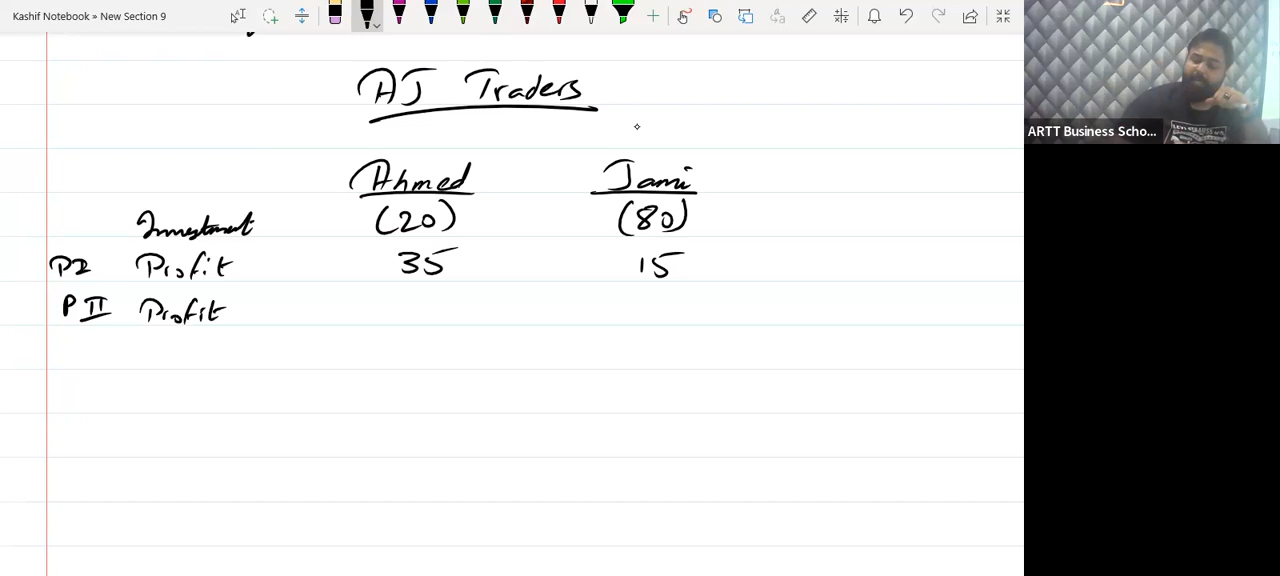 Kashif Notebook » New Section 9
AJ Traders
Ahmed Jami
Investment (20) (80)
PI Profit 35 15
P II Profit
ARTT Business Scho...